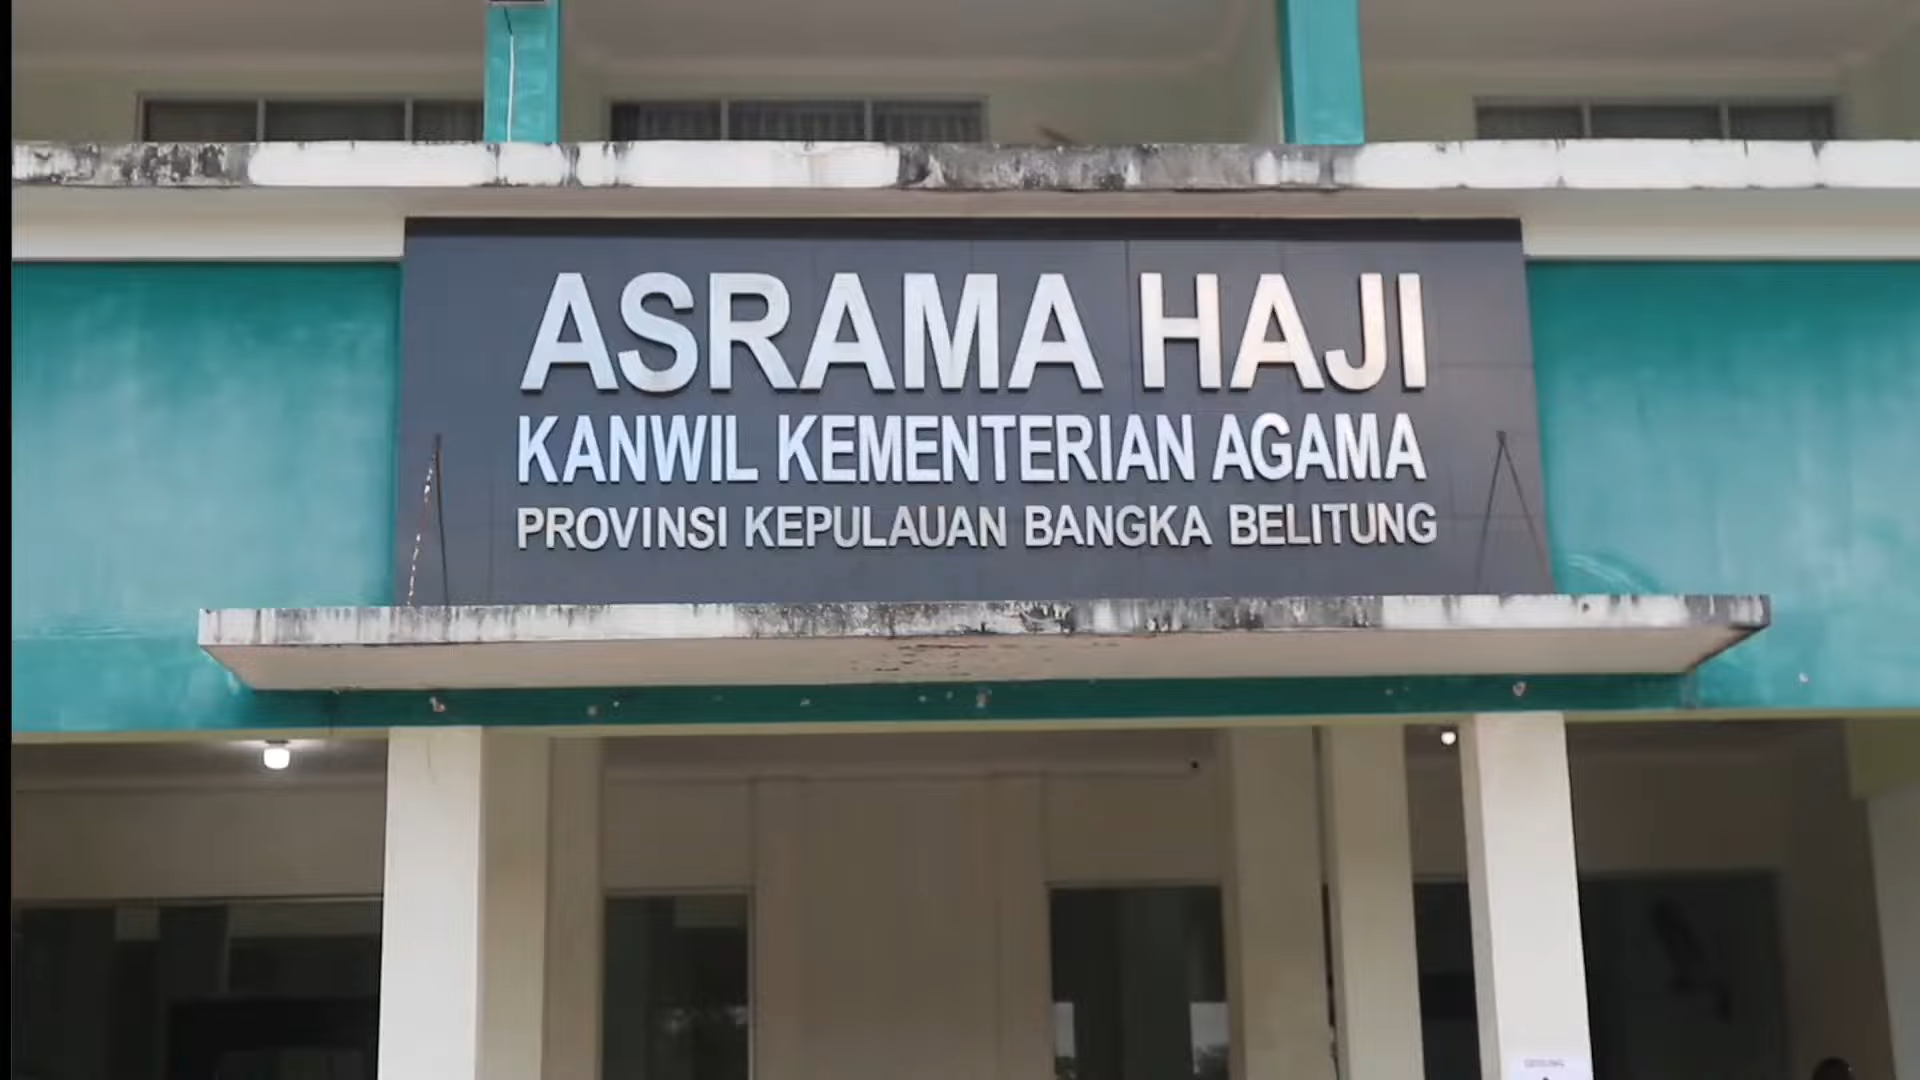 ASRAMA HAJI
KANWIL KEMENTERIAN AGAMA
PROVINSI KEPULAUAN BANGKA BELITUNG